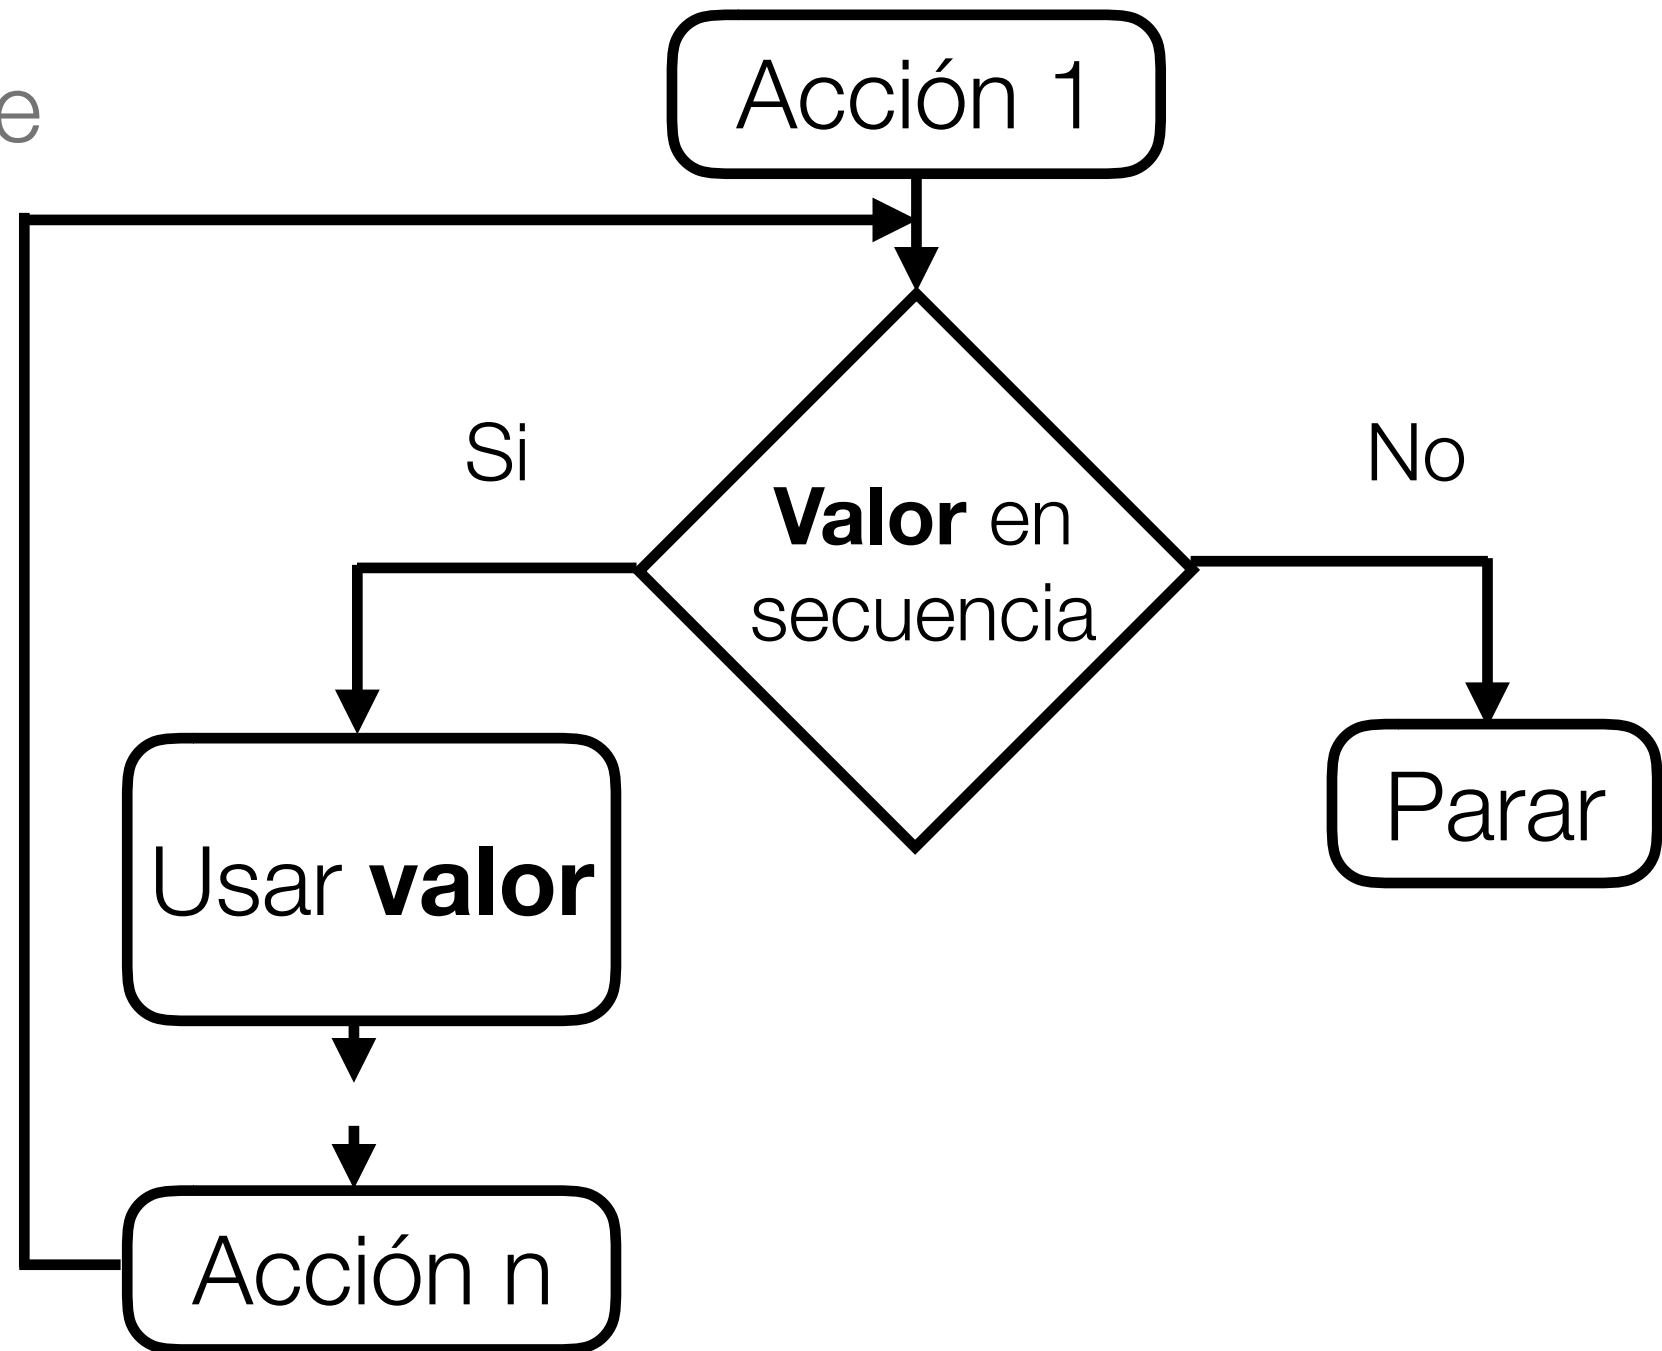 e
Acción 1
Si
No
Valor en
secuencia
Usar valor
Parar
Acción n